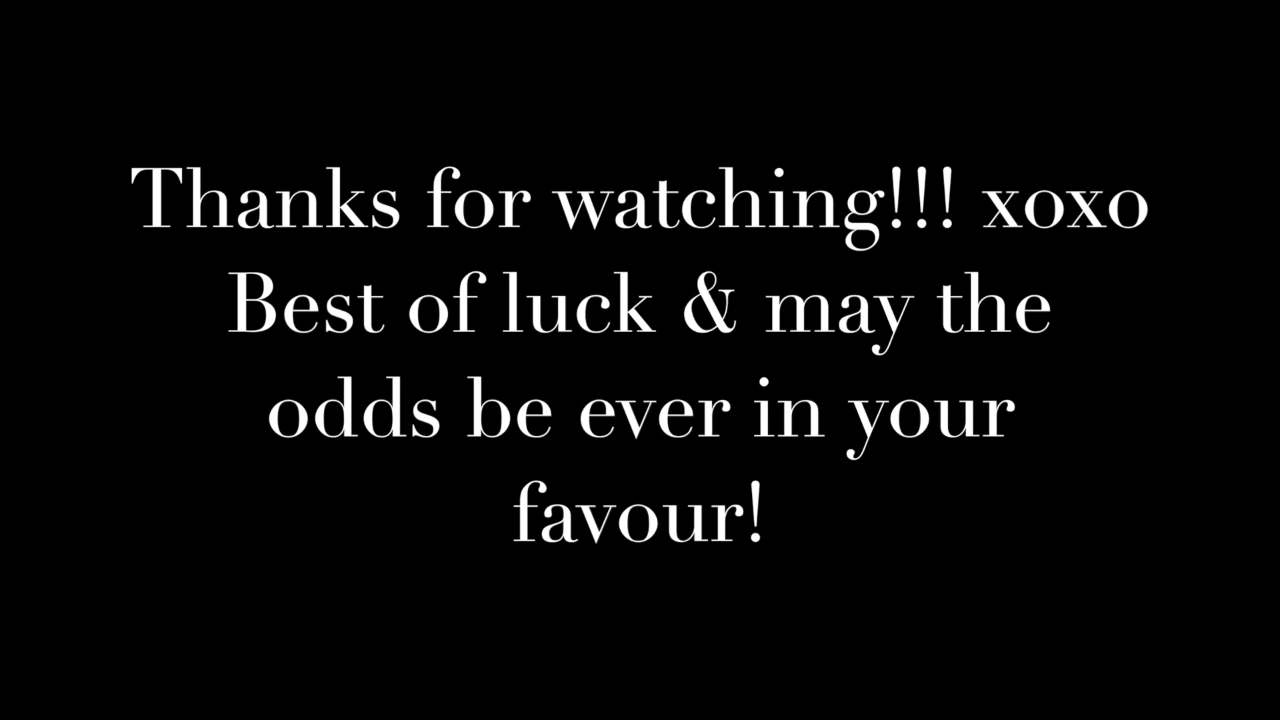 Thanks for watching!!! xoxo
Best of luck & may the
odds be ever in your
favour!